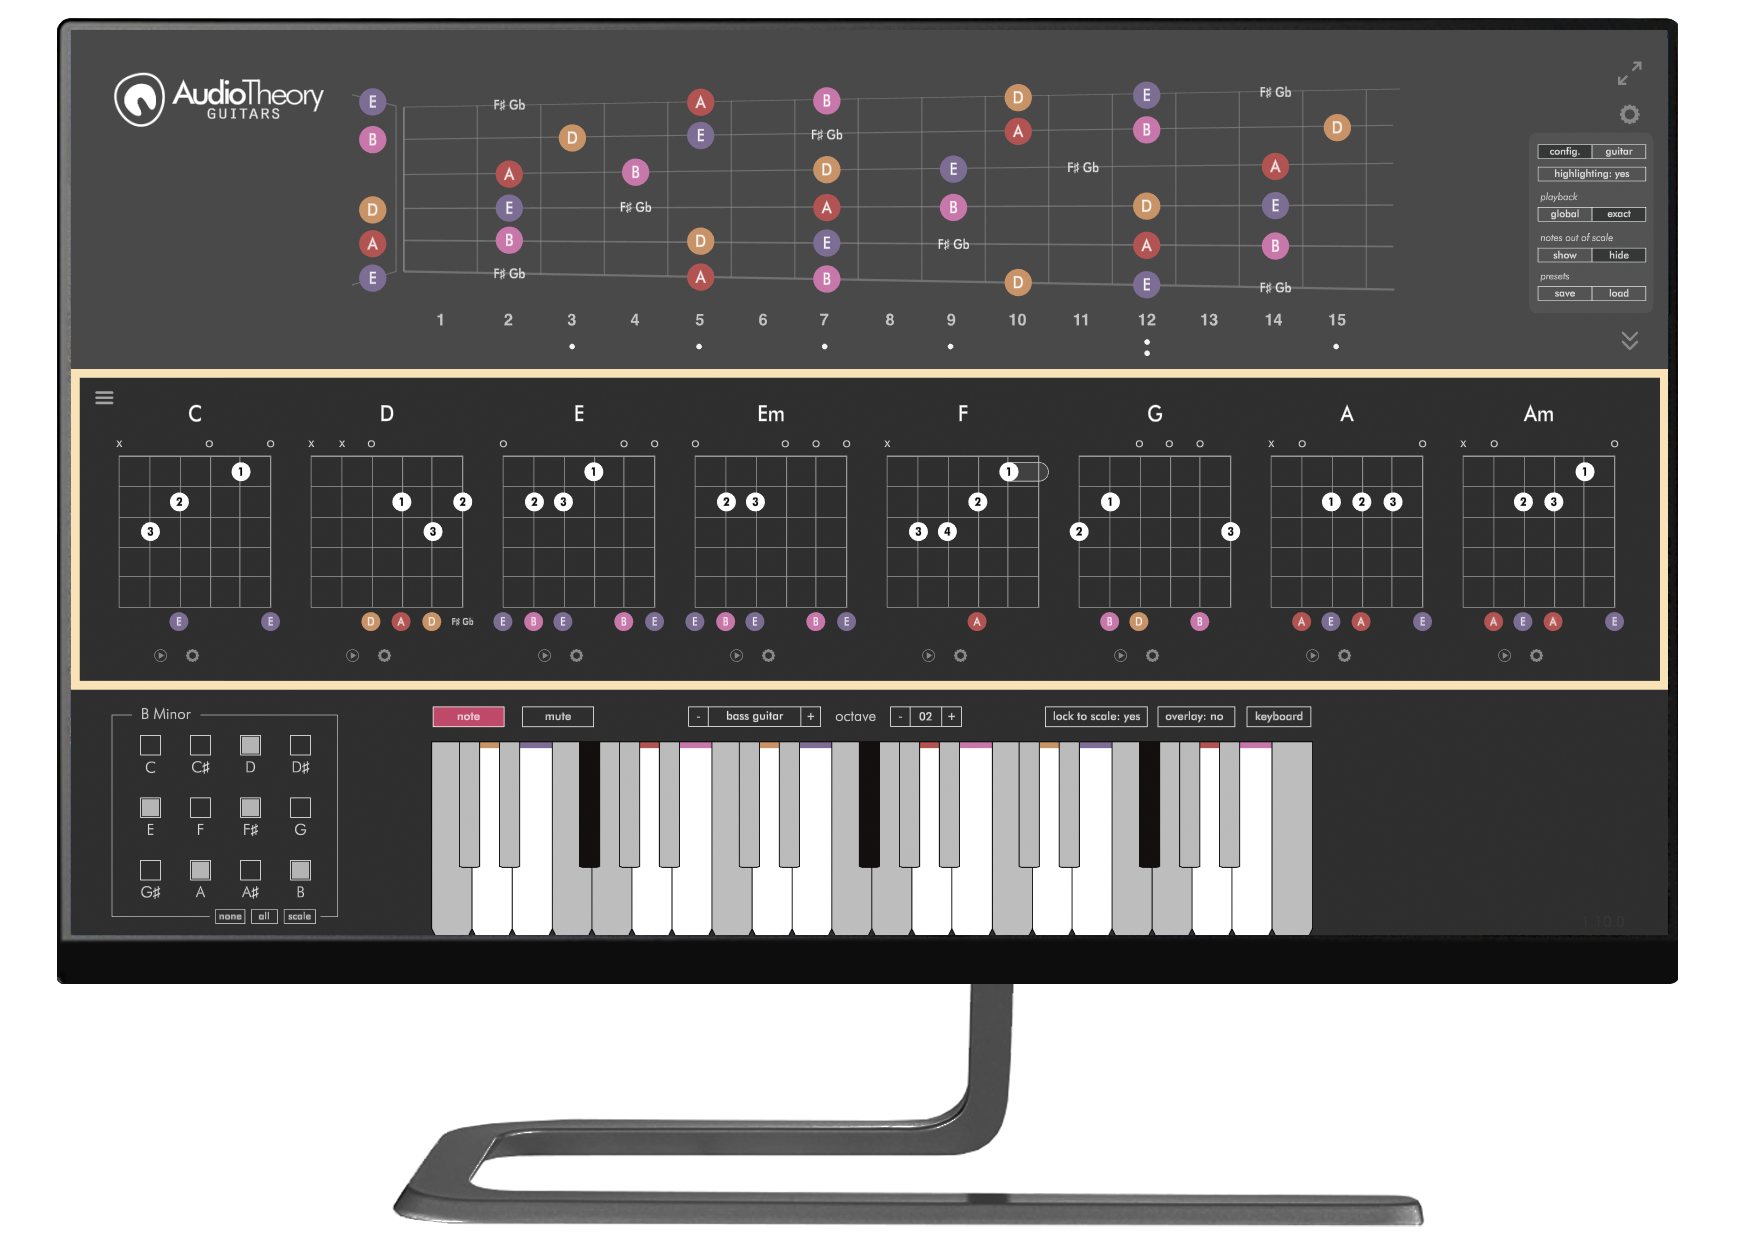 AudioTheory
GUITARS
E F# Gb A B D E F# Gb
B D E F# Gb A B D
A B D E F# Gb A
D E F# Gb A B D E
A B D E F# Gb A B
E F# Gb A B D E F# Gb
1 2 3 4 5 6 7 8 9 10 11 12 13 14 15
config. guitar
highlighting: yes
playback
global exact
notes out of scale
show hide
presets
save load
C D E Em F G A Am
x o o x x o o o o o o o o x o o o x o o x o o
1 1 1 1
2 1 2 2 3 2 3 2 1 1 2 3 2 3
3 3 3 4 2 3
E E D A D F# Gb E B E B E E B E B E A B D B A E A E A E A E
B Minor
C C# D D#
E F F# G
G# A A# B
none all scale
note mute - bass guitar + octave - 02 + lock to scale: yes overlay: no keyboard
1.10.9